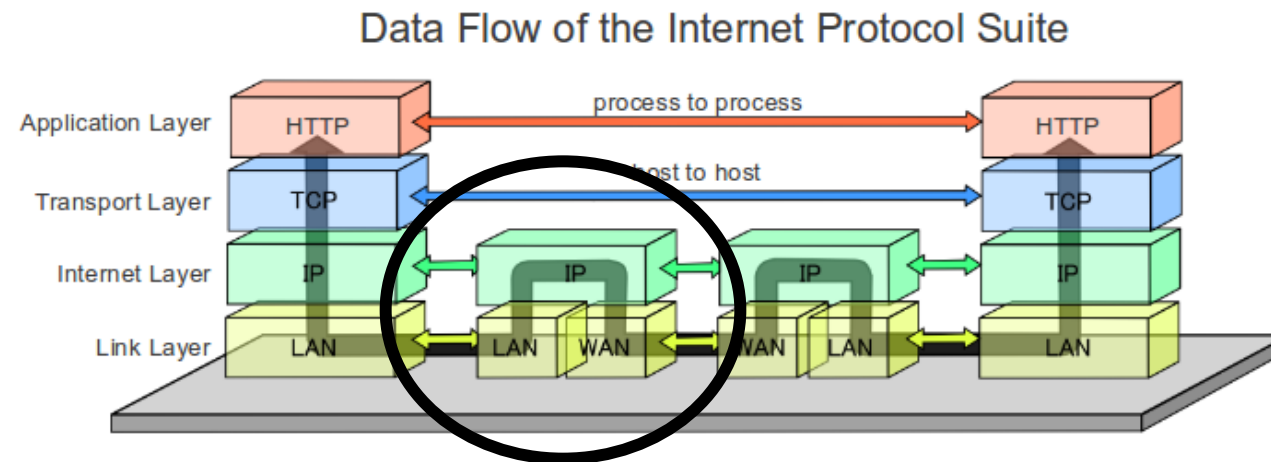 Data Flow of the Internet Protocol Suite
Application Layer HTTP process to process HTTP
Transport Layer TCP host to host TCP
Internet Layer IP IP IP IP
Link Layer LAN LAN WAN WAN LAN LAN